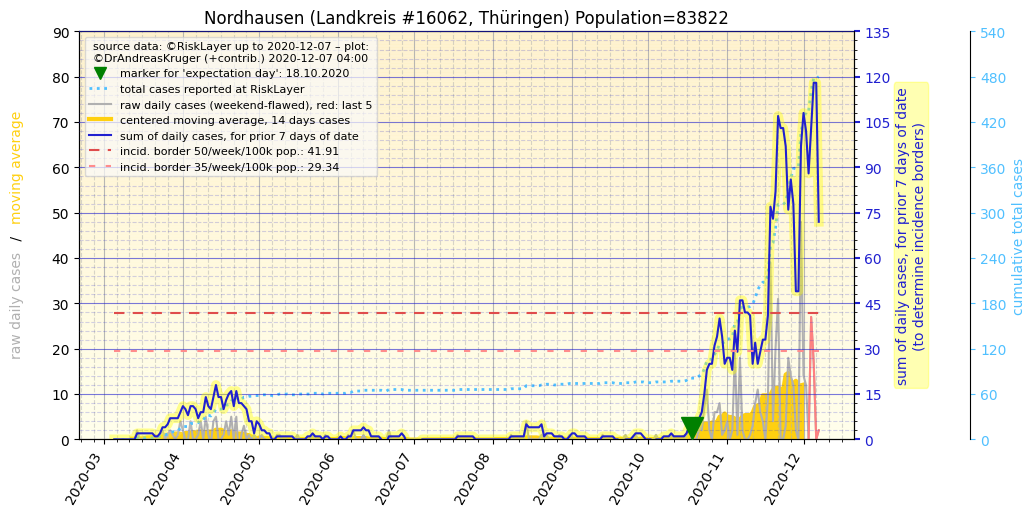 Nordhausen (Landkreis #16062, Thüringen) Population=83822
source data: ©RiskLayer up to 2020-12-07 – plot:
©DrAndreasKruger (+contrib.) 2020-12-07 04:00
marker for 'expectation day': 18.10.2020
total cases reported at RiskLayer
raw daily cases (weekend-flawed), red: last 5
centered moving average, 14 days cases
sum of daily cases, for prior 7 days of date
incid. border 50/week/100k pop.: 41.91
incid. border 35/week/100k pop.: 29.34
raw daily cases / moving average
90
80
70
60
50
40
30
20
10
0
135
120
105
90
75
60
45
30
15
0
sum of daily cases, for prior 7 days of date
(to determine incidence borders)
540
480
420
360
300
240
180
120
60
0
cumulative total cases
2020-03
2020-04
2020-05
2020-06
2020-07
2020-08
2020-09
2020-10
2020-11
2020-12